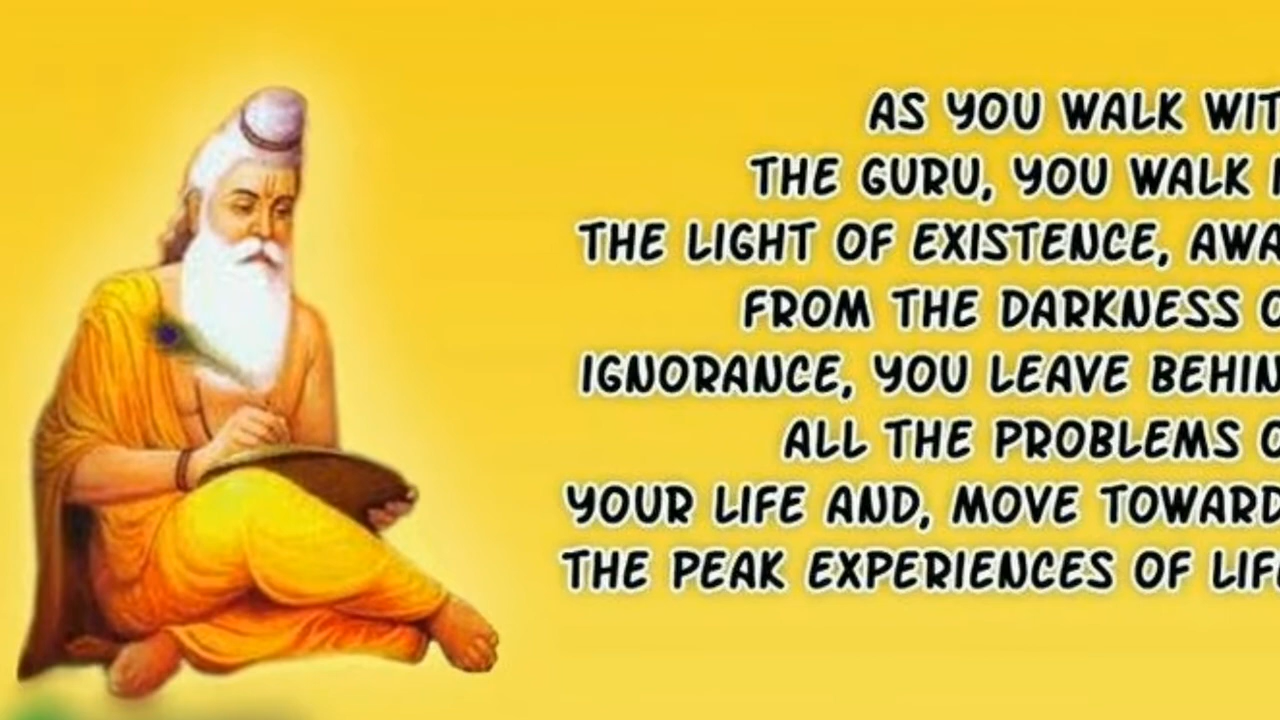 AS YOU WALK WIT
THE GURU, YOU WALK
THE LIGHT OF EXISTENCE, AWA
FROM THE DARKNESS O
IGNORANCE, YOU LEAVE BEHIN
ALL THE PROBLEMS O
YOUR LIFE AND, MOVE TOWARD
THE PEAK EXPERIENCES OF LIF